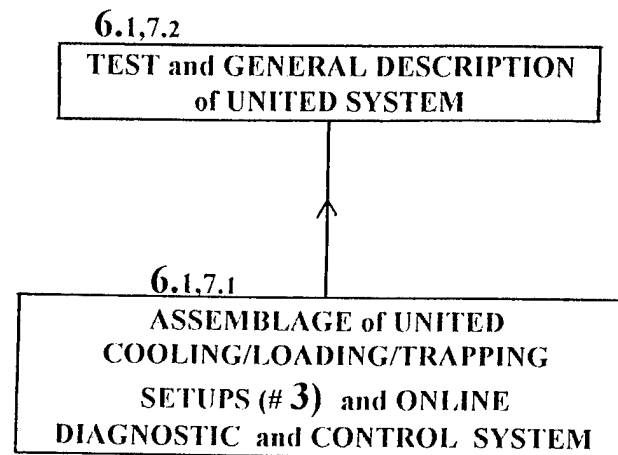 6.1,7.2
TEST and GENERAL DESCRIPTION
of UNITED SYSTEM
6.1,7.1
ASSEMBLAGE of UNITED
COOLING/LOADING/TRAPPING
SETUPS (# 3) and ONLINE
DIAGNOSTIC and CONTROL SYSTEM